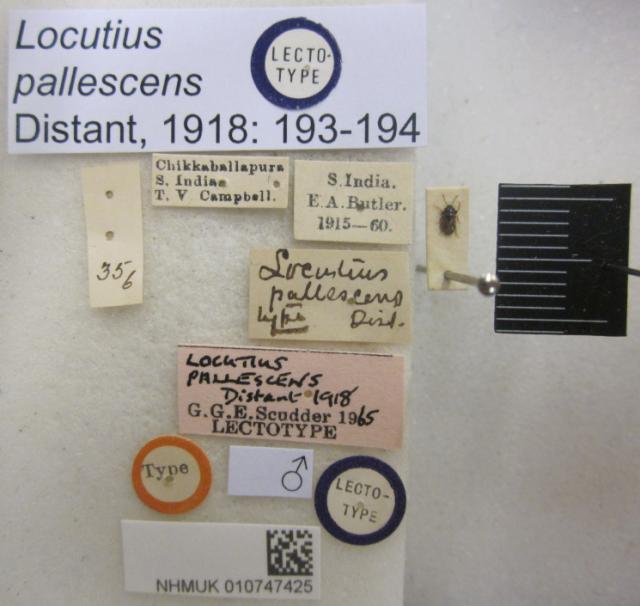 Locutius
pallescens
Distant, 1918: 193-194
LECTO-
TYPE
Chikkaballapura
S. India.
T. V Campbell.
S. India.
E. A. Butler.
1915—60.
35/6
Locutius
pallescens
type Dist.
LOCUTIUS
PALLESCENS
Distant 1918
G. G. E. Scudder 1965
LECTOTYPE
Type
♂
LECTO-
TYPE
NHMUK 010747425